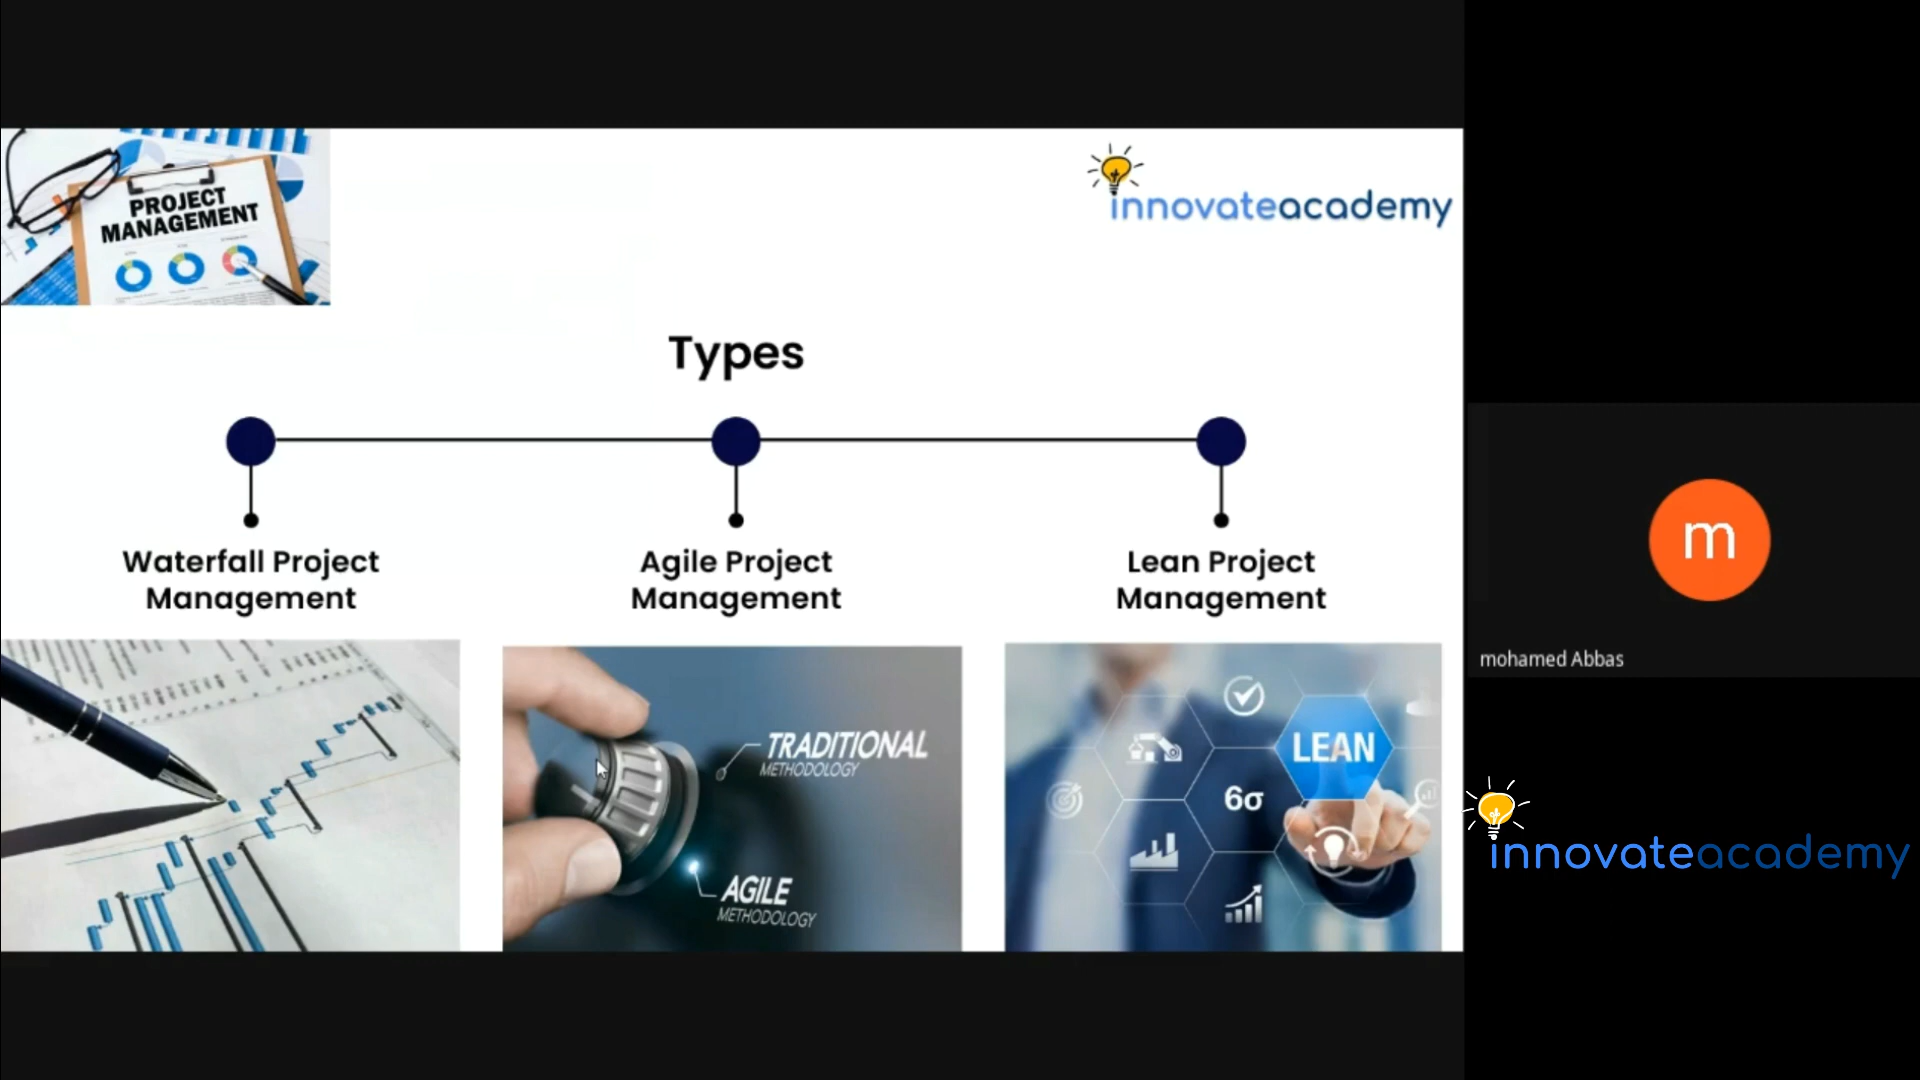 PROJECT
MANAGEMENT
innovateacademy
Types
Waterfall Project
Management
Agile Project
Management
Lean Project
Management
TRADITIONAL
METHODOLOGY
AGILE
METHODOLOGY
LEAN
6σ
m
mohamed Abbas
innovateacademy